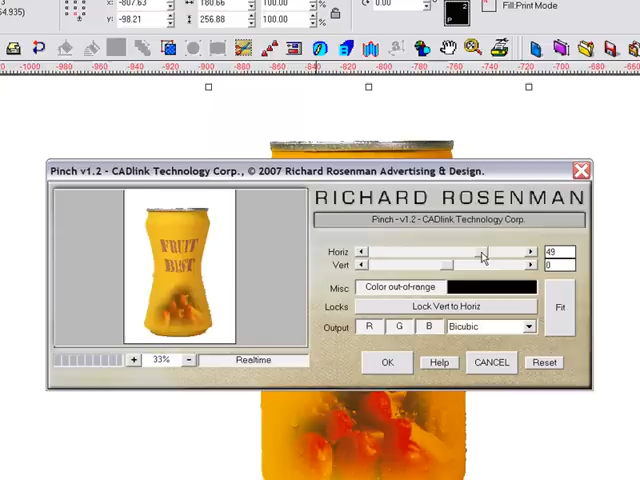 3
X: -807.63 180.66 100.00 % 0.00 2 Fill:Print Mode
64.935) Y: -98.21 256.88 100.00 % P
-1000 -980 -960 -940 -920 -900 -880 -860 -840 -820 -800 -780 -760 -740 -720 -700 -680 -660 -640
Pinch v1.2 - CADlink Technology Corp., © 2007 Richard Rosenman Advertising & Design.
RICHARD ROSENMAN
Pinch - v1.2 - CADlink Technology Corp.
FRUIT
Horiz 49
Vert 0
Misc Color out-of-range
Locks Lock Vert to Horiz Fit
Output R G B Bicubic
+ 33% - Realtime
OK Help CANCEL Reset